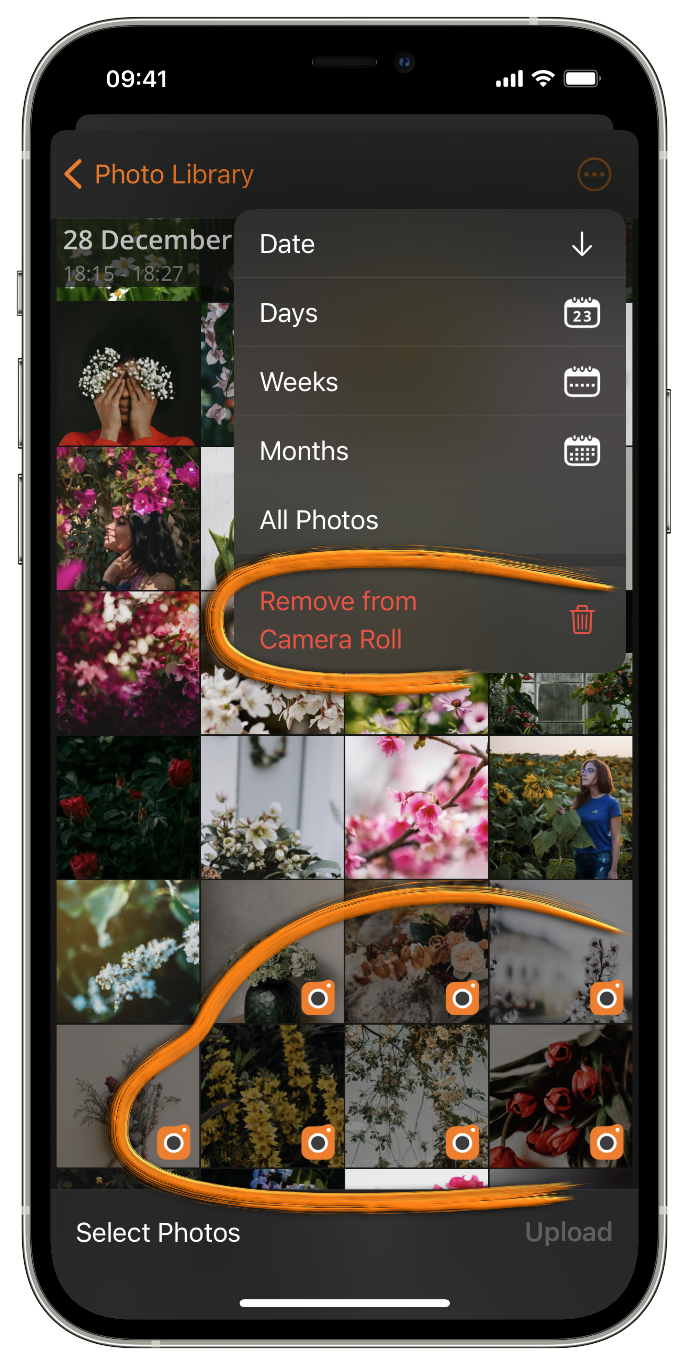 09:41
Photo Library
28 December
18:15 - 18:27
Date
Days
23
Weeks
Months
All Photos
Remove from
Camera Roll
Select Photos
Upload